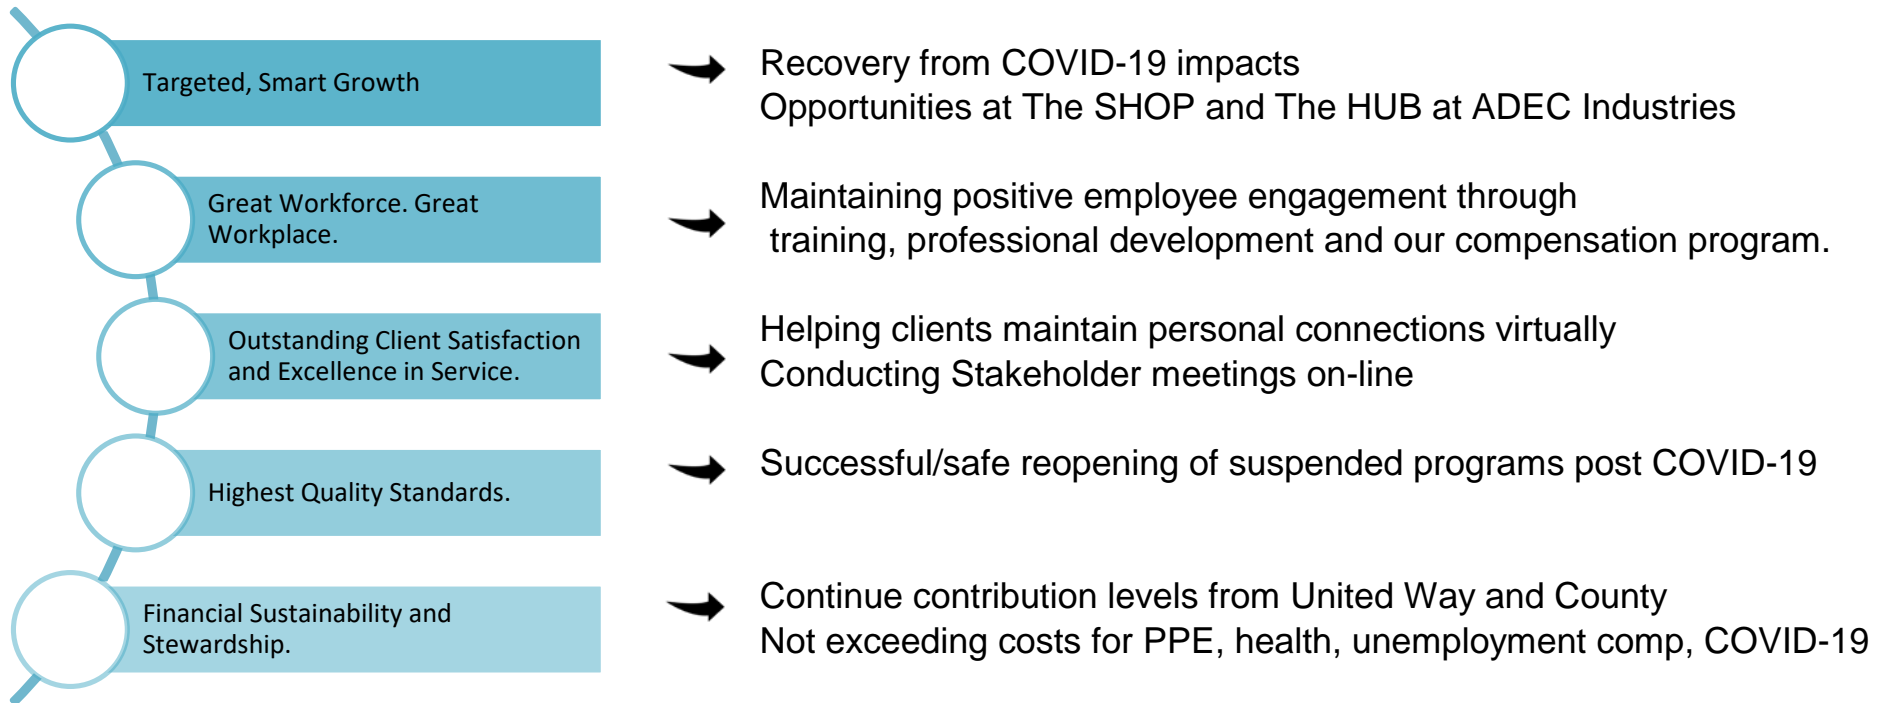 Targeted, Smart Growth
Recovery from COVID-19 impacts
Opportunities at The SHOP and The HUB at ADEC Industries
Great Workforce. Great
Workplace.
Maintaining positive employee engagement through
training, professional development and our compensation program.
Outstanding Client Satisfaction
and Excellence in Service.
Helping clients maintain personal connections virtually
Conducting Stakeholder meetings on-line
Highest Quality Standards.
Successful/safe reopening of suspended programs post COVID-19
Financial Sustainability and
Stewardship.
Continue contribution levels from United Way and County
Not exceeding costs for PPE, health, unemployment comp, COVID-19